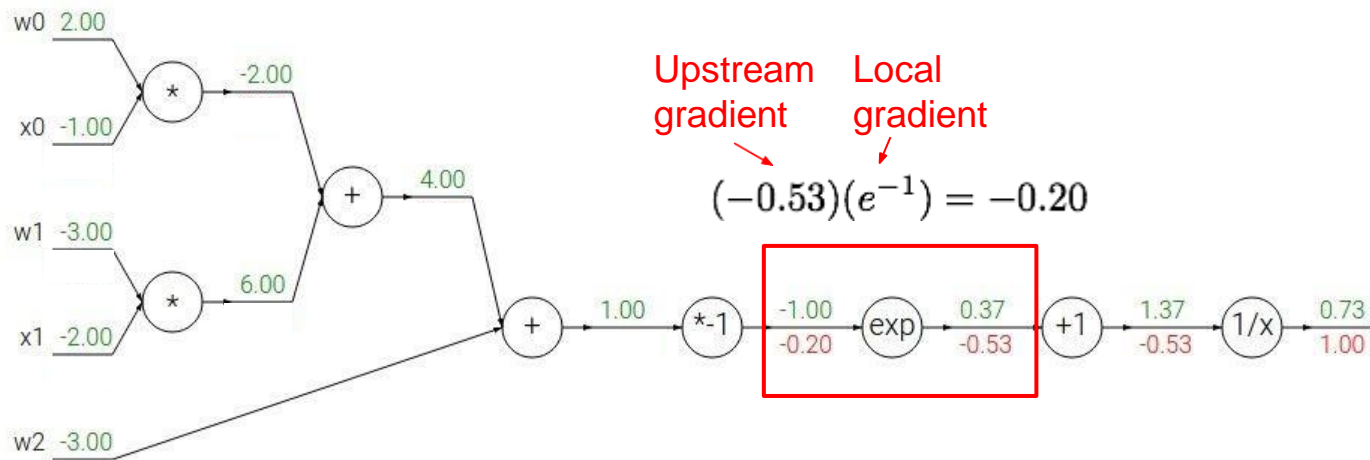 w0 2.00
*
-2.00
x0 -1.00
Upstream gradient
Local gradient
+
4.00
(-0.53)(e^{-1}) = -0.20
w1 -3.00
*
6.00
x1 -2.00
+
1.00
*-1
-1.00
-0.20
exp
0.37
-0.53
+1
1.37
-0.53
1/x
0.73
1.00
w2 -3.00